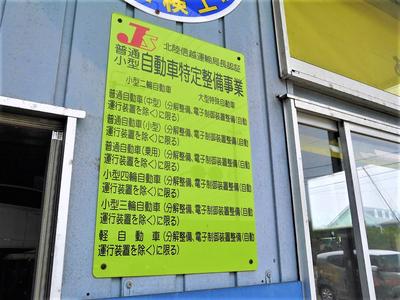 検工
JS 北陸信越運輸局長認証
普通
小型 自動車特定整備事業
小型二輪自動車 大型特殊自動車
普通自動車(中型)(分解整備、電子制御装置整備(自動
運行装置を除く)に限る)
普通自動車(小型)(分解整備、電子制御装置整備(自動
運行装置を除く)に限る)
普通自動車(乗用)(分解整備、電子制御装置整備(自動
運行装置を除く)に限る)
小型四輪自動車(分解整備、電子制御装置整備(自動
運行装置を除く)に限る)
小型三輪自動車(分解整備、電子制御装置整備(自動
運行装置を除く)に限る)
軽自動車(分解整備、電子制御装置整備(自動
運行装置を除く)に限る)